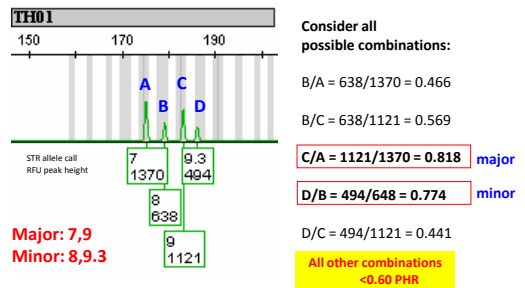 TH01
150 170 190
A
C
B
D
STR allele call
RFU peak height
7
1370
9.3
494
8
638
9
1121
Major: 7,9
Minor: 8,9.3
Consider all
possible combinations:
B/A = 638/1370 = 0.466
B/C = 638/1121 = 0.569
C/A = 1121/1370 = 0.818 major
D/B = 494/648 = 0.774 minor
D/C = 494/1121 = 0.441
All other combinations
<0.60 PHR